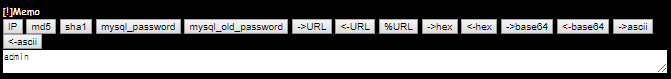 [!]Memo
IP md5 sha1 mysql_password mysql_old_password ->URL <-URL %URL ->hex <-hex ->base64 <-base64 ->ascii
<-ascii
admin